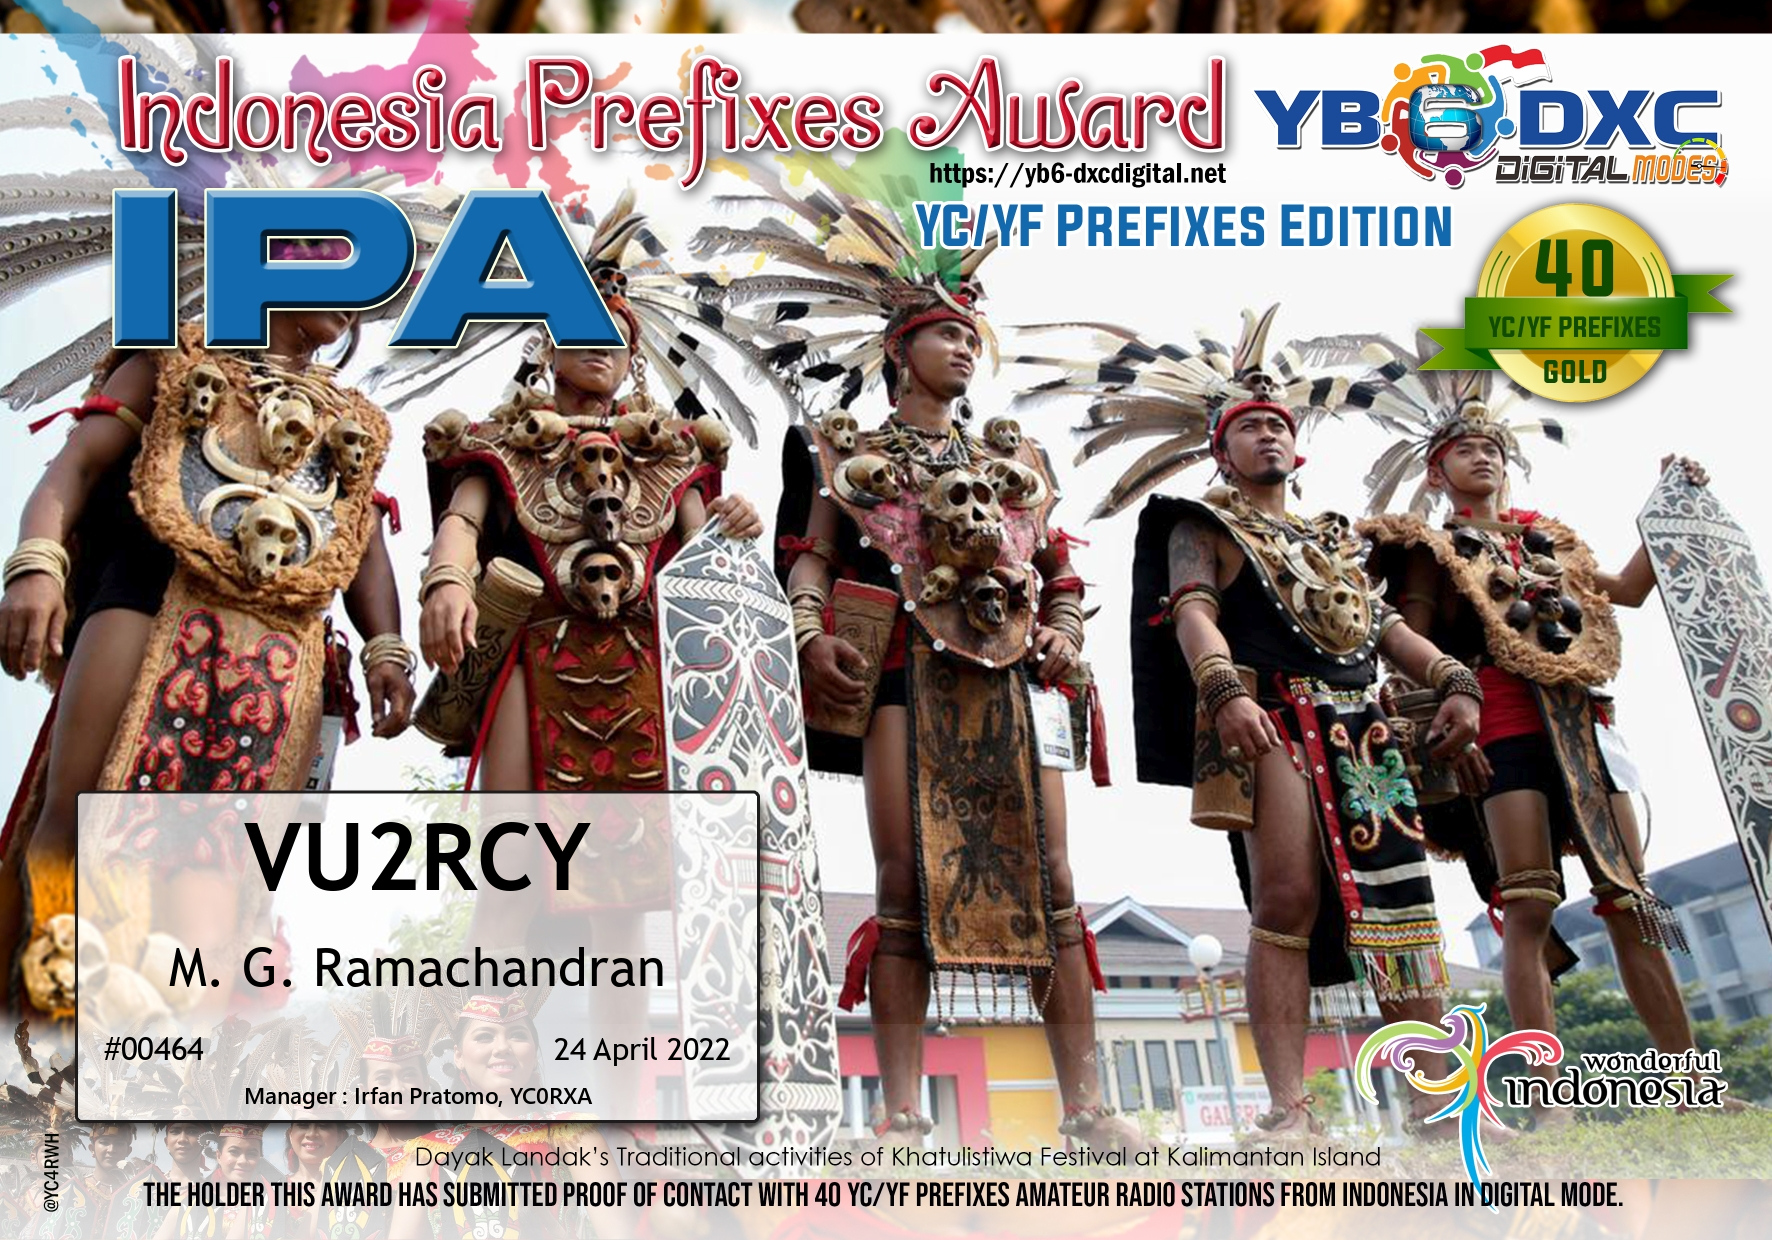 Indonesia Prefixes Award
YB6DXC
DIGITAL MODES
https://yb6-dxcdigital.net
IPA
YC/YF PREFIXES EDITION
40
YC/YF PREFIXES
GOLD
VU2RCY
M. G. Ramachandran
#00464
24 April 2022
Manager : Irfan Pratomo, YC0RXA
wonderful
indonesia
@YC4RWH
Dayak Landak's Traditional activities of Khatulistiwa Festival at Kalimantan Island
THE HOLDER THIS AWARD HAS SUBMITTED PROOF OF CONTACT WITH 40 YC/YF PREFIXES AMATEUR RADIO STATIONS FROM INDONESIA IN DIGITAL MODE.